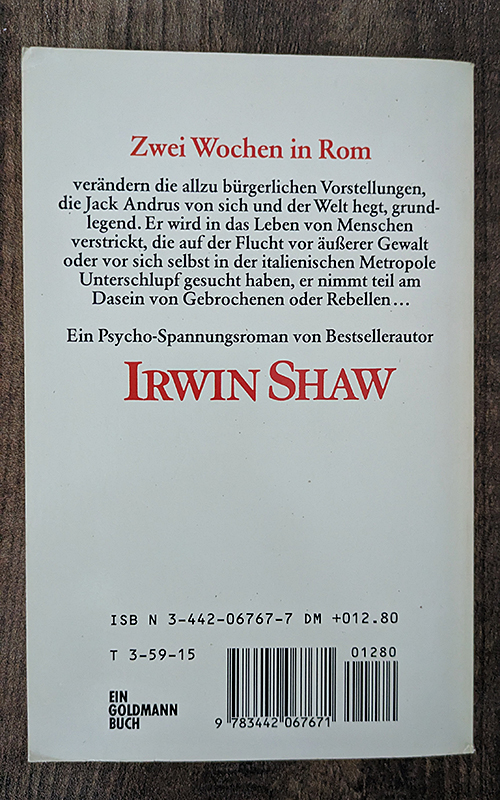 Zwei Wochen in Rom
verändern die allzu bürgerlichen Vorstellungen,
die Jack Andrus von sich und der Welt hegt, grund-
legend. Er wird in das Leben von Menschen
verstrickt, die auf der Flucht vor äußerer Gewalt
oder vor sich selbst in der italienischen Metropole
Unterschlupf gesucht haben, er nimmt teil am
Dasein von Gebrochenen oder Rebellen...
Ein Psycho-Spannungsroman von Bestsellerautor
IRWIN SHAW
ISB N 3-442-06767-7 DM +012.80
T 3-59-15
01280
EIN
GOLDMANN
BUCH
9 783442 067671